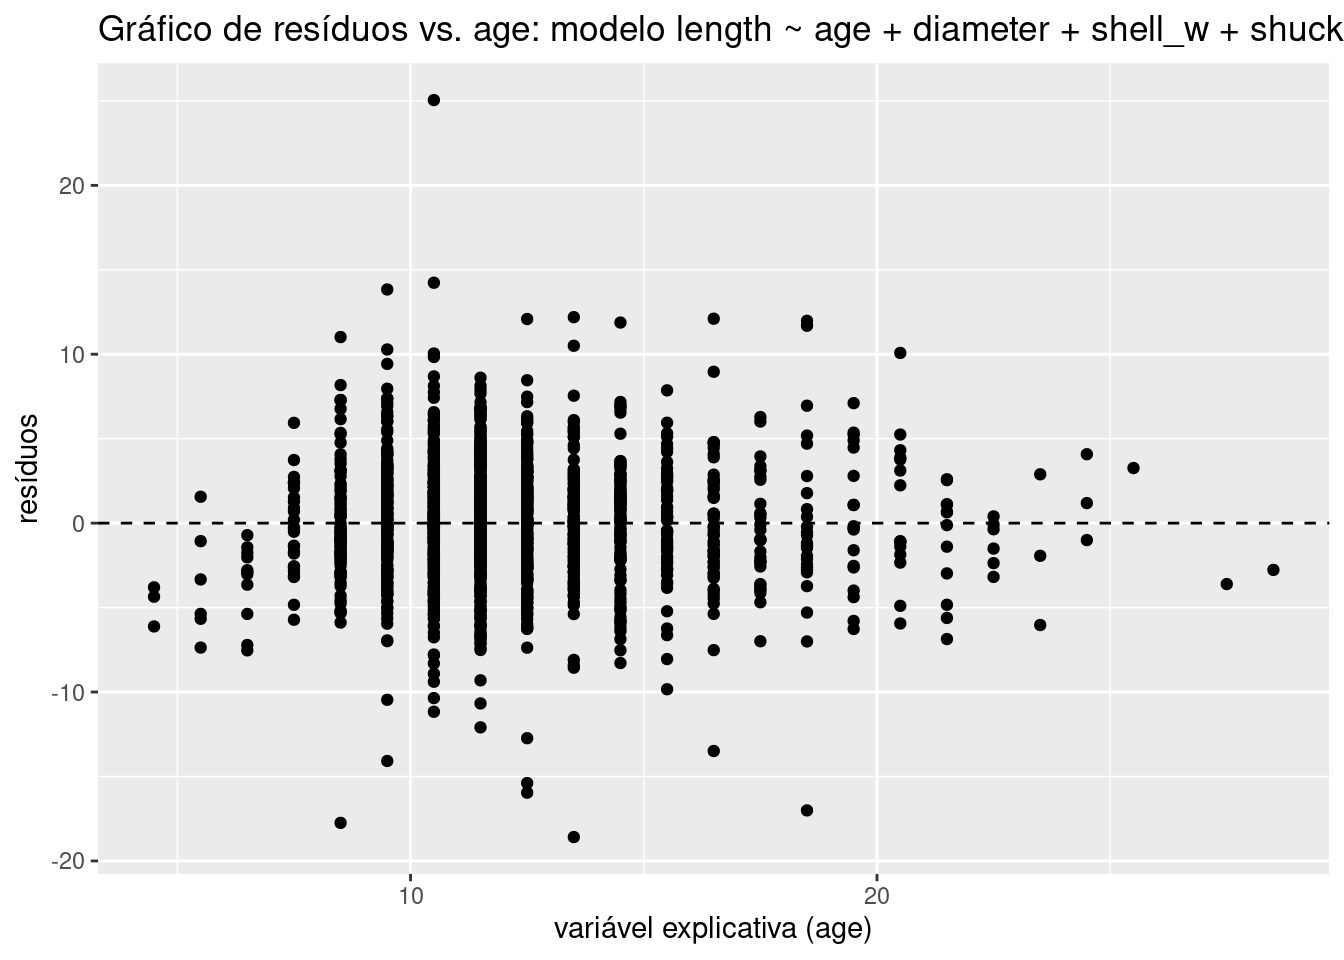 Gráfico de resíduos vs. age: modelo length ~ age + diameter + shell_w + shuck
20
10
0
-10
-20
resíduos
10
20
variável explicativa (age)